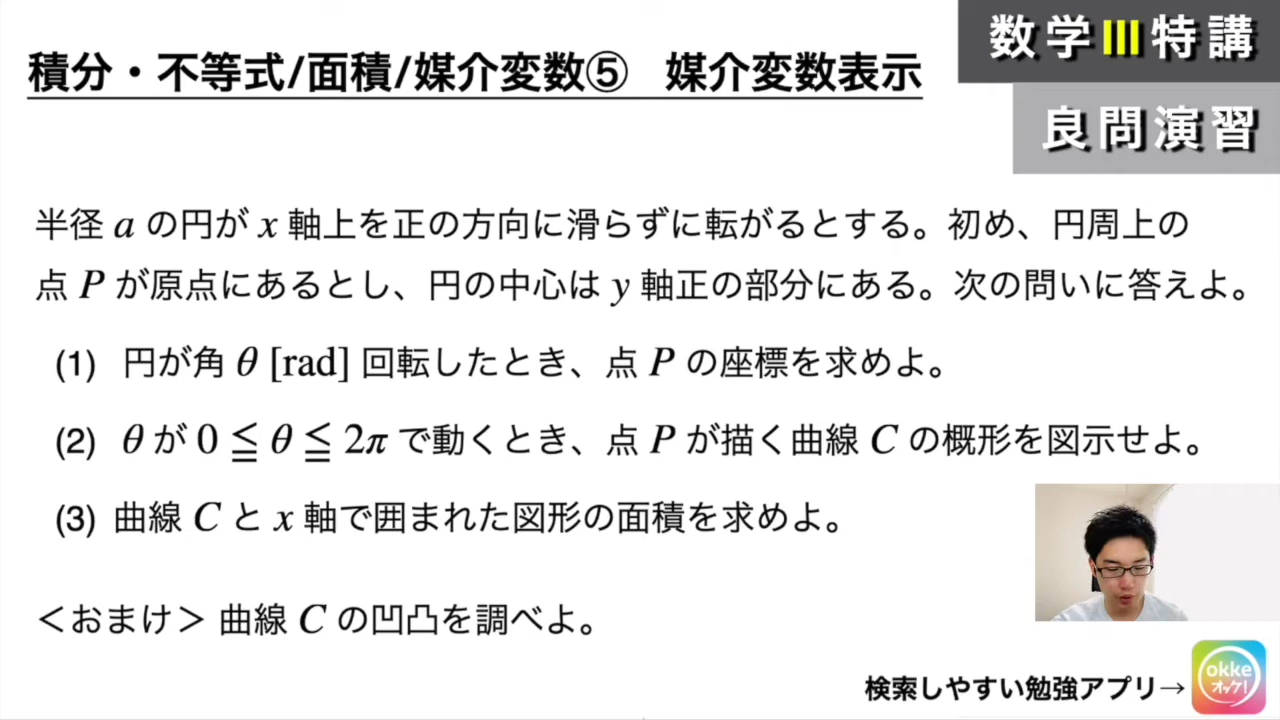 数学III特講
積分・不等式/面積/媒介変数⑤ 媒介変数表示
良問演習
半径 a の円が x 軸上を正の方向に滑らずに転がるとする。初め、円周上の
点 P が原点にあるとし、円の中心は y 軸正の部分にある。次の問いに答えよ。
(1) 円が角 θ [rad] 回転したとき、点 P の座標を求めよ。
(2) θ が 0 ≦ θ ≦ 2π で動くとき、点 P が描く曲線 C の概形を図示せよ。
(3) 曲線 C と x 軸で囲まれた図形の面積を求めよ。
＜おまけ＞ 曲線 C の凹凸を調べよ。
検索しやすい勉強アプリ→
okke
オッケ！